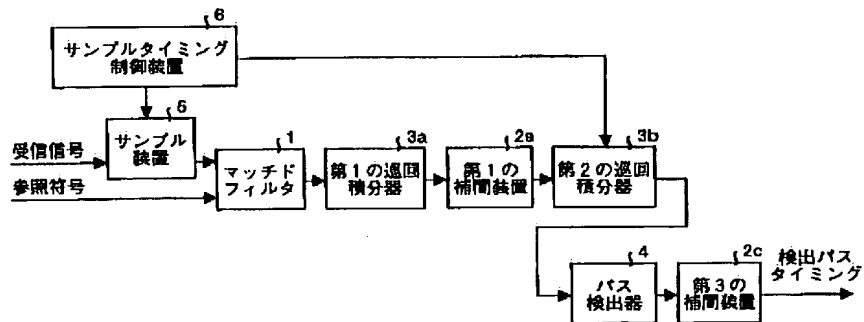 6
サンプルタイミング
制御装置
5
サンプル
装置
受信信号
参照符号
1
マッチド
フィルタ
3a
第1の巡回
積分器
2a
第1の
補間装置
3b
第2の巡回
積分器
4
パス
検出器
2c
第3の
補間装置
検出パス
タイミング